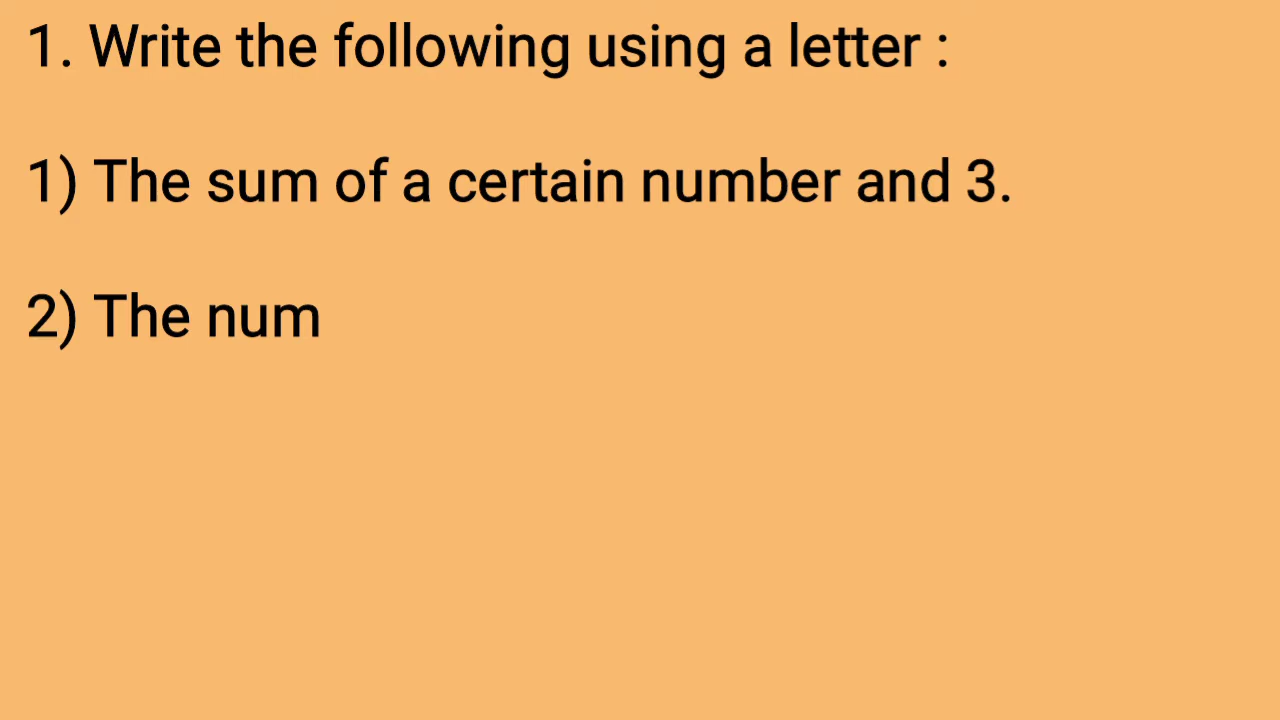 1. Write the following using a letter :
1) The sum of a certain number and 3.
2) The num